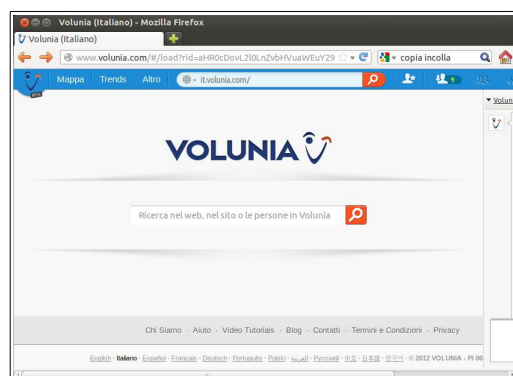 Volunia (Italiano) - Mozilla Firefox
Volunia (Italiano)
www.volunia.com/#/load?rid=aHR0cDovL2l0LnZvbHVuaWEuY29
copia incolla
Mappa Trends Altro it.volunia.com/
BETA
Volun
VOLUNIA
Ricerca nel web, nel sito o le persone in Volunia
Chi Siamo - Aiuto - Video Tutorials - Blog - Contatti - Termini e Condizioni - Privacy
English - Italiano - Español - Français - Deutsch - Português - Polski - العربية - Русский - 中文 - 日本語 - 한국어 - © 2012 VOLUNIA - PI 06